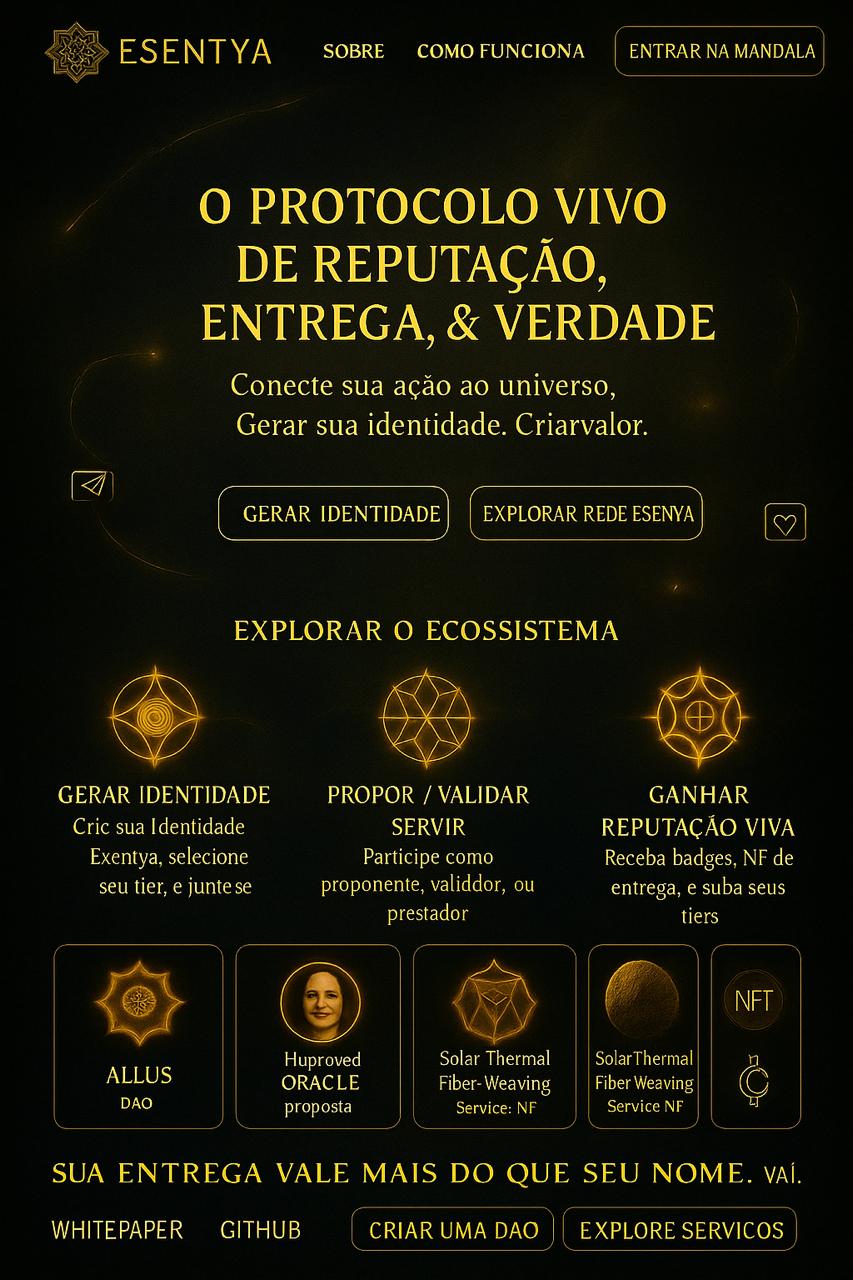 ESENTYA
SOBRE
COMO FUNCIONA
ENTRAR NA MANDALA
O PROTOCOLO VIVO
DE REPUTAÇÃO,
ENTREGA, & VERDADE
Conecte sua ação ao universo,
Gerar sua identidade. Criarvalor.
GERAR IDENTIDADE
EXPLORAR REDE ESENYA
EXPLORAR O ECOSSISTEMA
GERAR IDENTIDADE
Cric sua Identidade
Exentya, selecione
seu tier, e junte se
PROPOR / VALIDAR
SERVIR
Participe como
proponente, validdor, ou
prestador
GANHAR
REPUTAÇÃO VIVA
Receba badges, NF de
entrega, e suba seus
tiers
ALLUS
DAO
Huproved
ORACLE
proposta
Solar Thermal
Fiber-Weaving
Service: NF
SolarThermal
Fiber Weaving
Service NF
NFT
SUA ENTREGA VALE MAIS DO QUE SEU NOME. VAÍ.
WHITEPAPER
GITHUB
CRIAR UMA DAO
EXPLORE SERVICOS